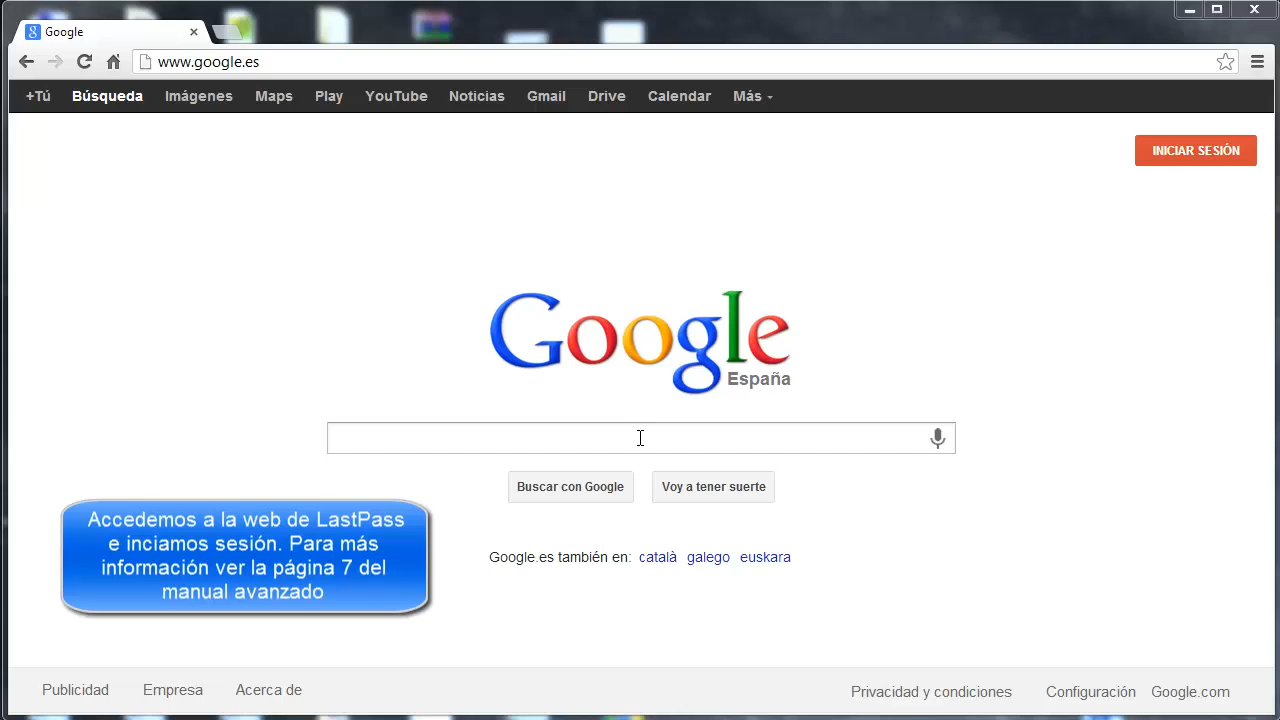 Google
www.google.es
+Tú Búsqueda Imágenes Maps Play YouTube Noticias Gmail Drive Calendar Más
INICIAR SESIÓN
Google
España
Buscar con Google Voy a tener suerte
Accedemos a la web de LastPass
e inciamos sesión. Para más
información ver la página 7 del
manual avanzado
Google.es también en: català galego euskara
Publicidad Empresa Acerca de Privacidad y condiciones Configuración Google.com